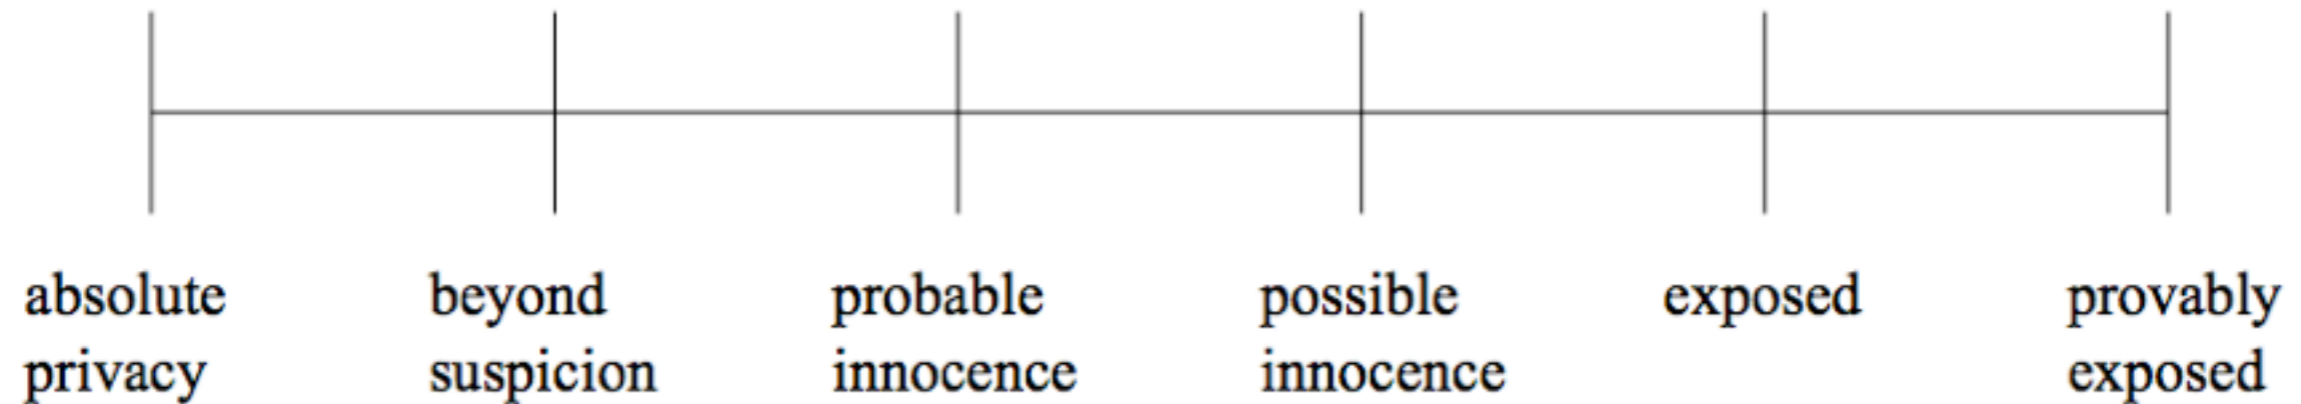 absolute privacy
beyond suspicion
probable innocence
possible innocence
exposed
provably exposed